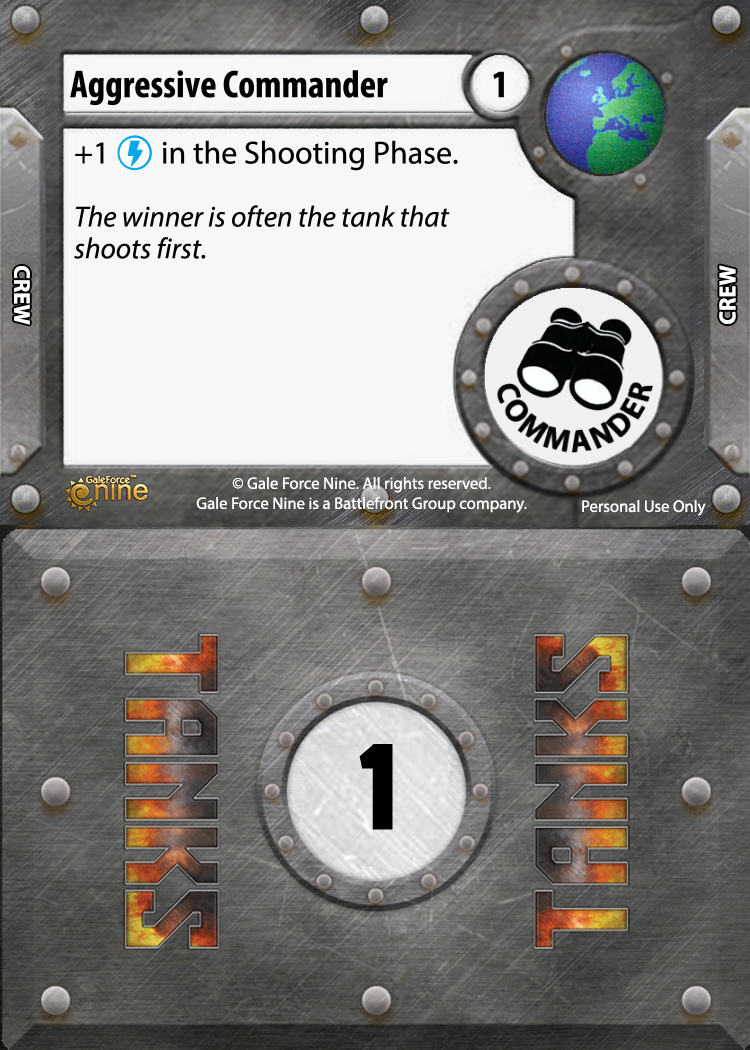 Aggressive Commander
1
+1 in the Shooting Phase.
The winner is often the tank that
shoots first.
CREW
CREW
COMMANDER
GaleForce™
nine
© Gale Force Nine. All rights reserved.
Gale Force Nine is a Battlefront Group company.
Personal Use Only
TANKS
1
TANKS